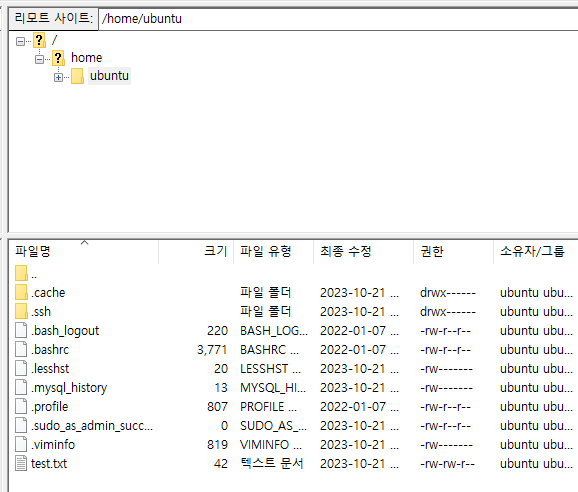 리모트 사이트: /home/ubuntu
/
home
ubuntu
파일명 크기 파일 유형 최종 수정 권한 소유자/그룹
..
.cache 파일 폴더 2023-10-21 ... drwx------ ubuntu ubu...
.ssh 파일 폴더 2023-10-21 ... drwx------ ubuntu ubu...
.bash_logout 220 BASH_LOG... 2022-01-07 ... -rw-r--r-- ubuntu ubu...
.bashrc 3,771 BASHRC ... 2022-01-07 ... -rw-r--r-- ubuntu ubu...
.lesshst 20 LESSHST ... 2023-10-21 ... -rw------- ubuntu ubu...
.mysql_history 13 MYSQL_HI... 2023-10-21 ... -rw------- ubuntu ubu...
.profile 807 PROFILE ... 2022-01-07 ... -rw-r--r-- ubuntu ubu...
.sudo_as_admin_succ... 0 SUDO_AS_... 2023-10-21 ... -rw-r--r-- ubuntu ubu...
.viminfo 819 VIMINFO ... 2023-10-21 ... -rw------- ubuntu ubu...
test.txt 42 텍스트 문서 2023-10-21 ... -rw-rw-r-- ubuntu ubu...